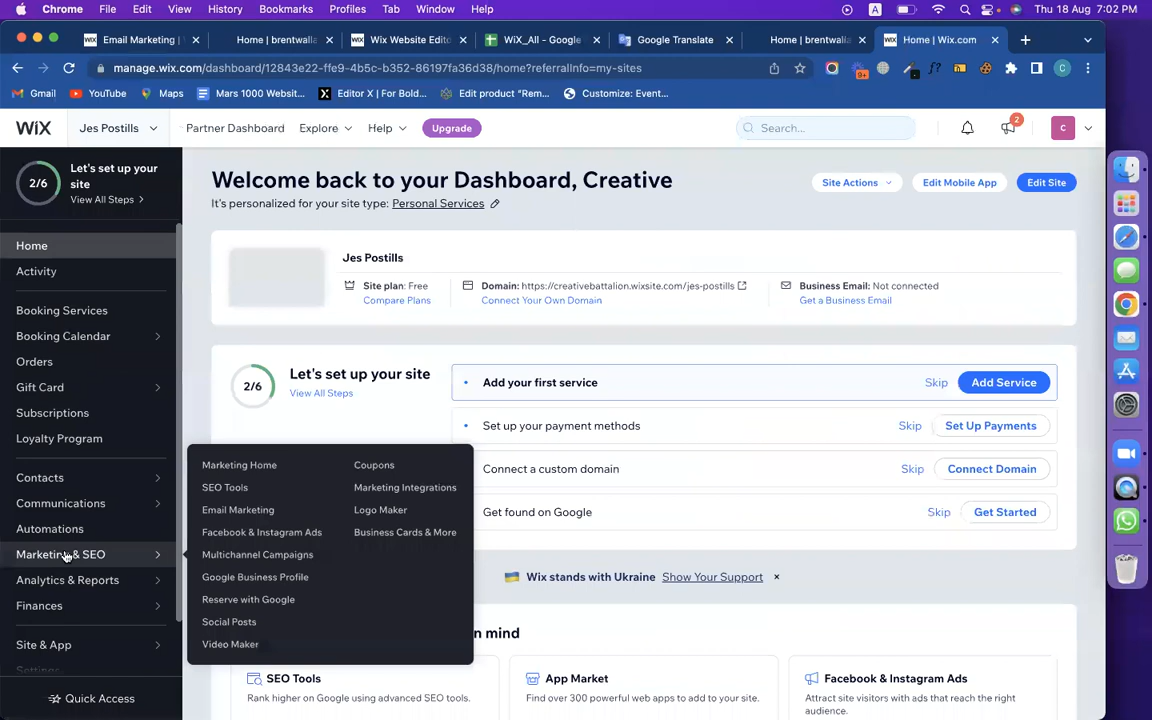 Chrome File Edit View History Bookmarks Profiles Tab Window Help A Thu 18 Aug 7:02 PM
Email Marketing | Home | brentwalla Wix Website Edito WiX_All - Google Google Translate Home | brentwalla Home | Wix.com
manage.wix.com/dashboard/12843e22-ffe9-4b5c-b352-86197fa36d38/home?referralInfo=my-sites 9+ f? C
Gmail YouTube Maps Mars 1000 Websit... Editor X | For Bold... Edit product “Rem... Customize: Event...
WiX Jes Postills Partner Dashboard Explore Help Upgrade Search... 2 C
2/6
Let's set up your
site
View All Steps
Home
Activity
Booking Services
Booking Calendar
Orders
Gift Card
Subscriptions
Loyalty Program
Contacts
Communications
Automations
Marketing & SEO
Analytics & Reports
Finances
Site & App
Settings
Quick Access
Welcome back to your Dashboard, Creative
It's personalized for your site type: Personal Services
Site Actions Edit Mobile App Edit Site
Jes Postills
Site plan: Free
Compare Plans
Domain: https://creativebattalion.wixsite.com/jes-postills
Connect Your Own Domain
Business Email: Not connected
Get a Business Email
2/6
Let's set up your site
View All Steps
Add your first service Skip Add Service
Set up your payment methods Skip Set Up Payments
Connect a custom domain Skip Connect Domain
Get found on Google Skip Get Started
Marketing Home
SEO Tools
Email Marketing
Facebook & Instagram Ads
Multichannel Campaigns
Google Business Profile
Reserve with Google
Social Posts
Video Maker
Coupons
Marketing Integrations
Logo Maker
Business Cards & More
Wix stands with Ukraine Show Your Support ×
n mind
SEO Tools
Rank higher on Google using advanced SEO tools.
App Market
Find over 300 powerful web apps to add to your site.
Facebook & Instagram Ads
Attract site visitors with ads that reach the right
audience.